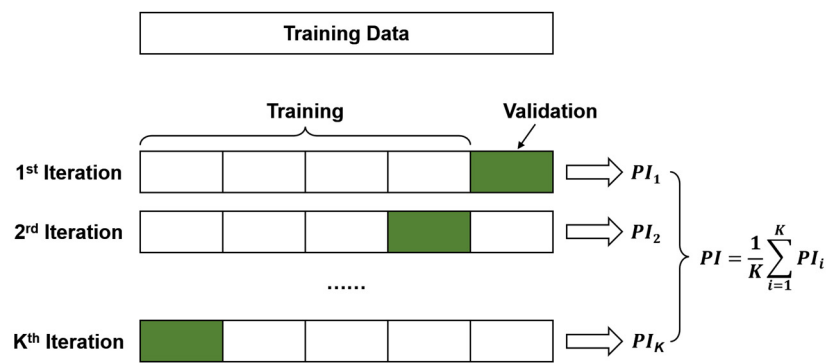 Training Data
Training
Validation
1st Iteration
PI1
2rd Iteration
PI2
PI = 1/K ∑ i=1 K PIi
......
Kth Iteration
PIK